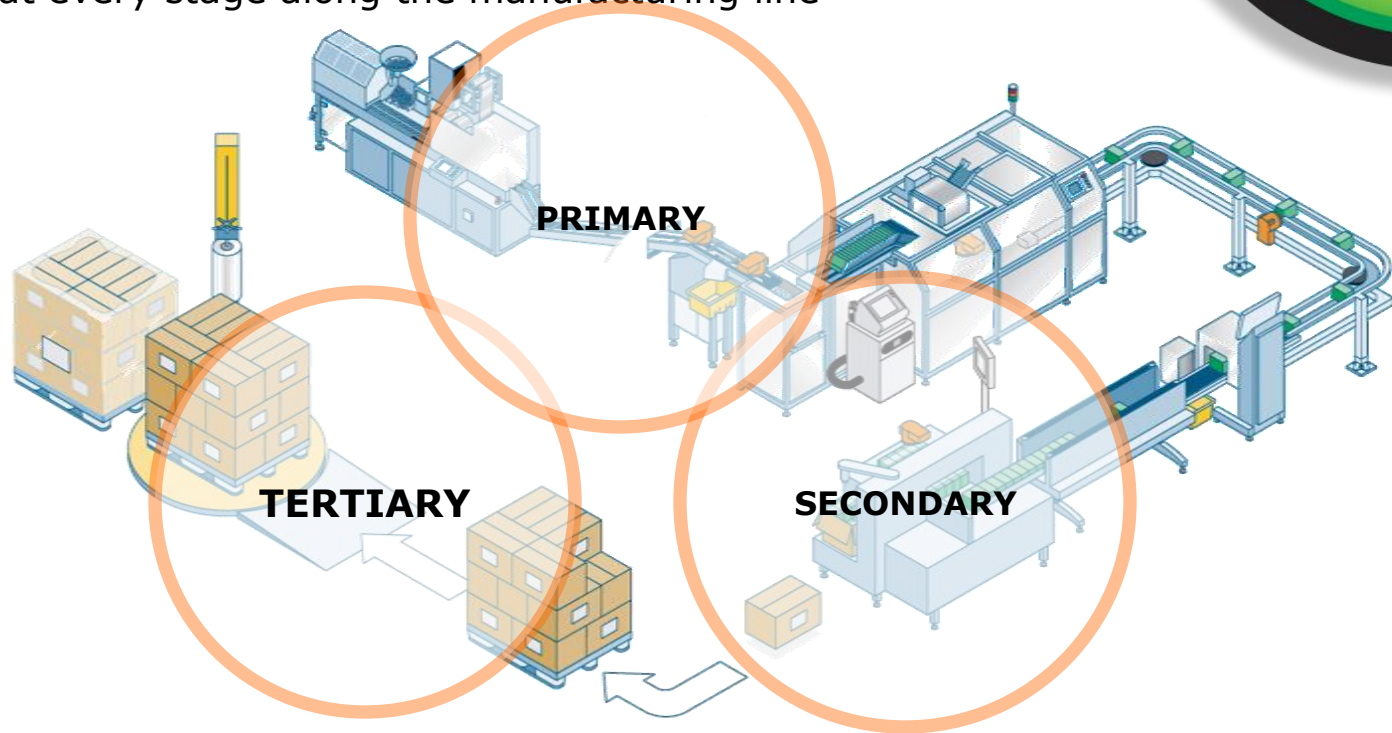 at every stage along the manufacturing line
PRIMARY
TERTIARY
SECONDARY